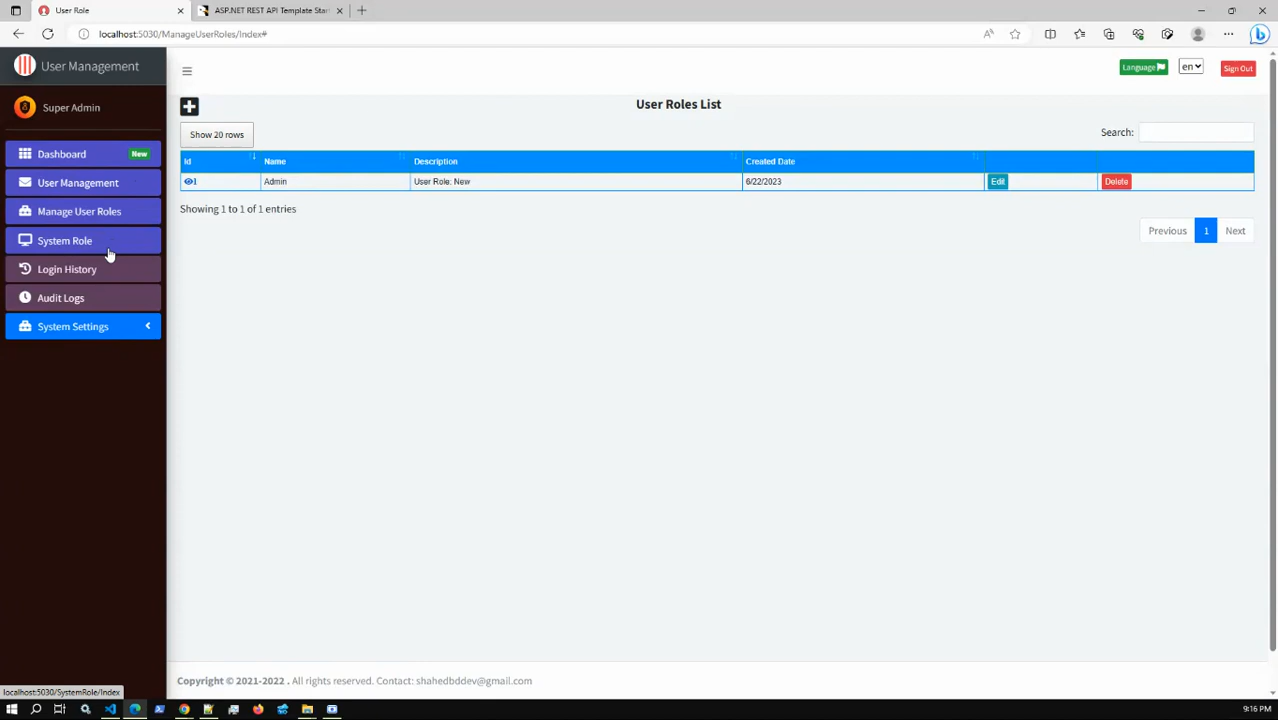 User Role
ASP.NET REST API Template Star
localhost:5030/ManageUserRoles/Index#
User Management
Language
en
Sign Out
Super Admin
User Roles List
Show 20 rows
Search:
Dashboard New
User Management
Manage User Roles
System Role
Login History
Audit Logs
System Settings
Id Name Description Created Date
1 Admin User Role: New 6/22/2023 Edit Delete
Showing 1 to 1 of 1 entries
Previous 1 Next
Copyright © 2021-2022 . All rights reserved. Contact: shahedbddev@gmail.com
localhost:5030/SystemRole/Index
9:16 PM